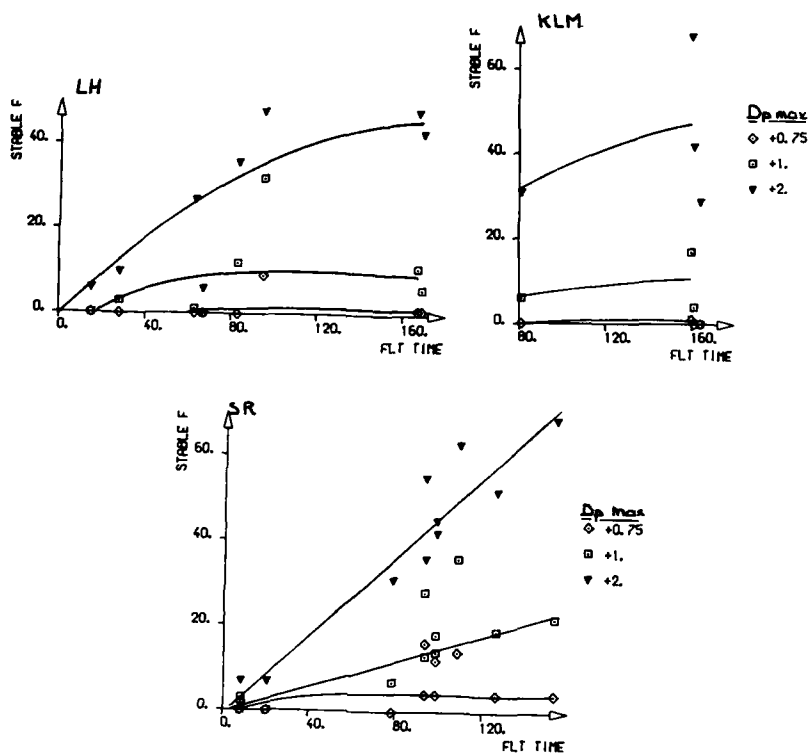 LH
STABLE F
40.
20.
0.
0. 40. 80. 120. 160.
FLT TIME
KLM
STABLE F
60.
40.
20.
0.
80. 120. 160.
FLT TIME
Dp max
+0.75
+1.
+2.
SR
STABLE F
60.
40.
20.
0.
0. 40. 80. 120.
FLT TIME
Dp max
+0.75
+1.
+2.